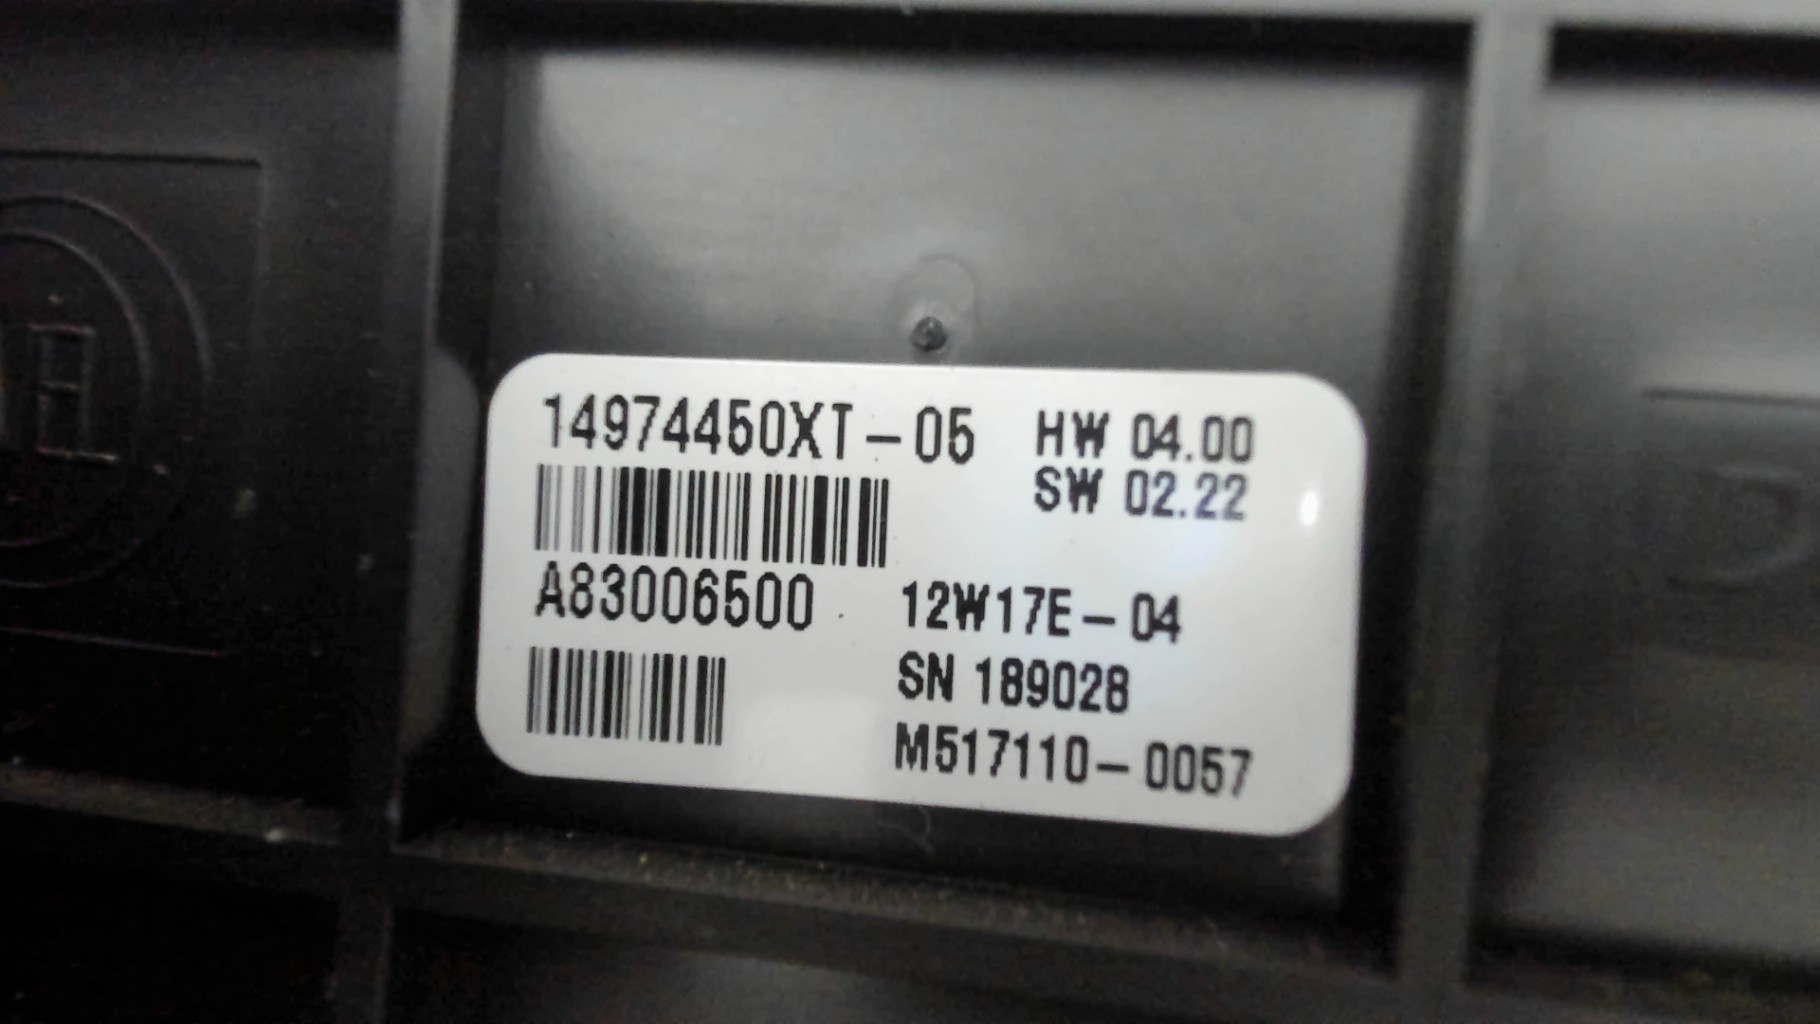 14974450XT-05 HW 04.00
SW 02.22
A83006500 12W17E-04
SN 189028
M517110-0057